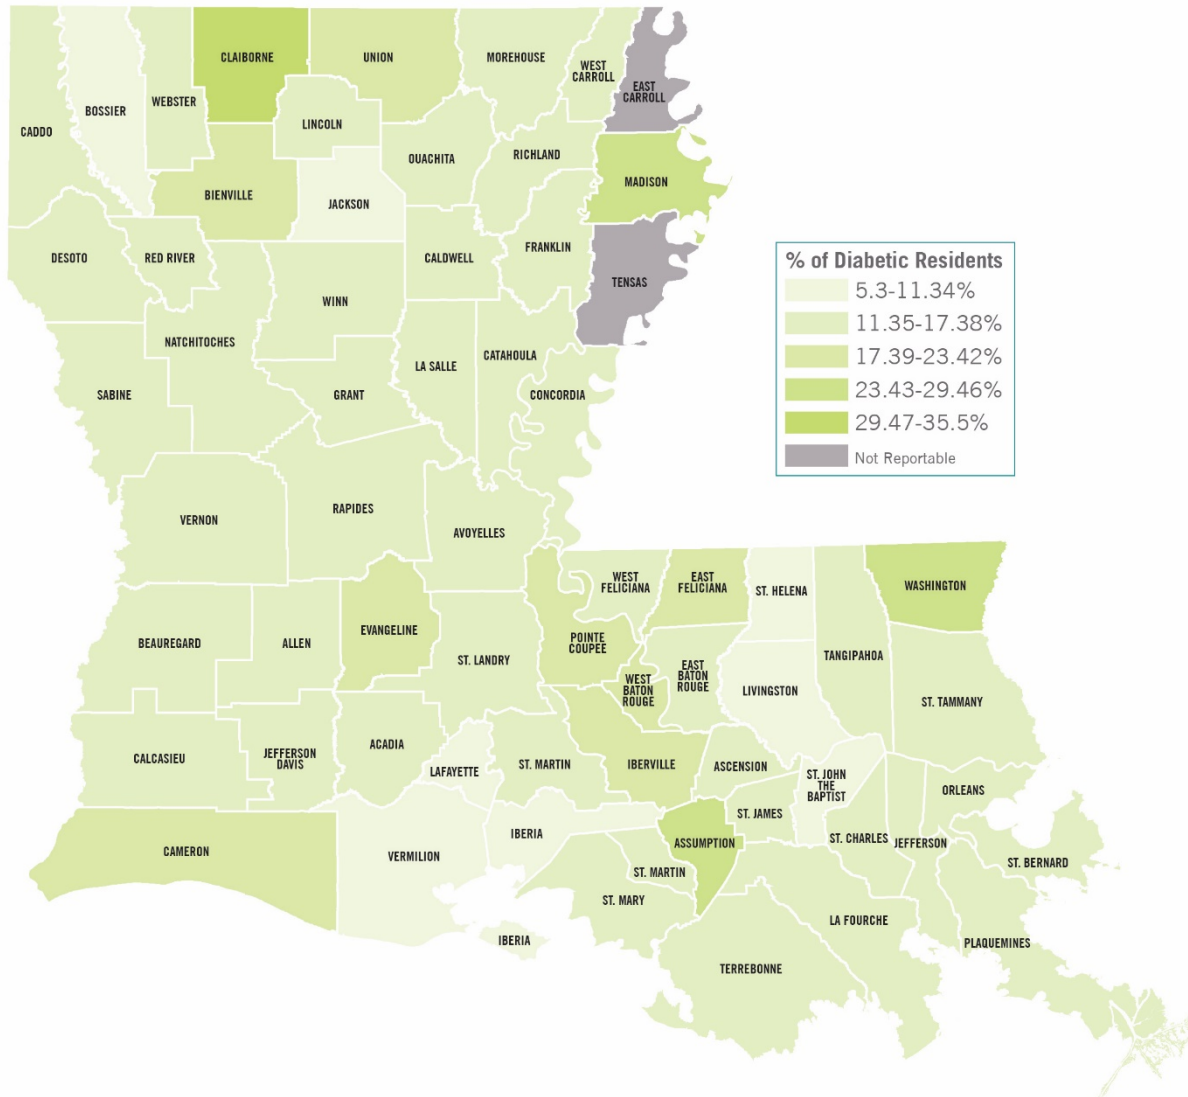 CLAIBORNE
UNION
MOREHOUSE
WEST
CARROLL
EAST
CARROLL
CADDO
BOSSIER
WEBSTER
LINCOLN
OUACHITA
RICHLAND
MADISON
BIENVILLE
JACKSON
DESOTO
RED RIVER
CALDWELL
FRANKLIN
TENSAS
WINN
NATCHITOCHES
SABINE
GRANT
LA SALLE
CATAHOULA
CONCORDIA
% of Diabetic Residents
5.3-11.34%
11.35-17.38%
17.39-23.42%
23.43-29.46%
29.47-35.5%
Not Reportable
VERNON
RAPIDES
AVOYELLES
WEST
FELICIANA
EAST
FELICIANA
ST. HELENA
WASHINGTON
BEAUREGARD
ALLEN
EVANGELINE
ST. LANDRY
POINTE
COUPEE
WEST
BATON
ROUGE
EAST
BATON
ROUGE
LIVINGSTON
TANGIPAHOA
ST. TAMMANY
CALCASIEU
JEFFERSON
DAVIS
ACADIA
LAFAYETTE
ST. MARTIN
IBERVILLE
ASCENSION
ST. JOHN
THE
BAPTIST
ORLEANS
CAMERON
VERMILION
IBERIA
ASSUMPTION
ST. JAMES
ST. CHARLES
JEFFERSON
ST. BERNARD
ST. MARTIN
ST. MARY
LA FOURCHE
IBERIA
PLAQUEMINES
TERREBONNE